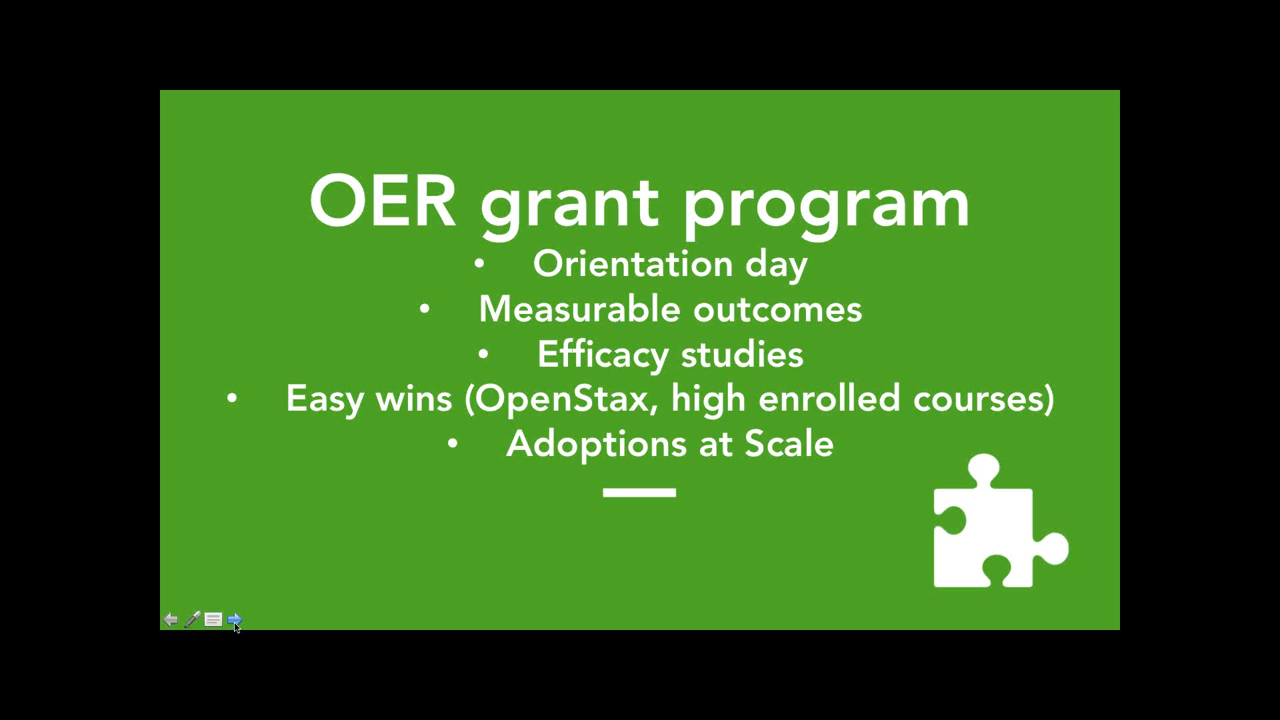 OER grant program
• Orientation day
• Measurable outcomes
• Efficacy studies
• Easy wins (OpenStax, high enrolled courses)
• Adoptions at Scale